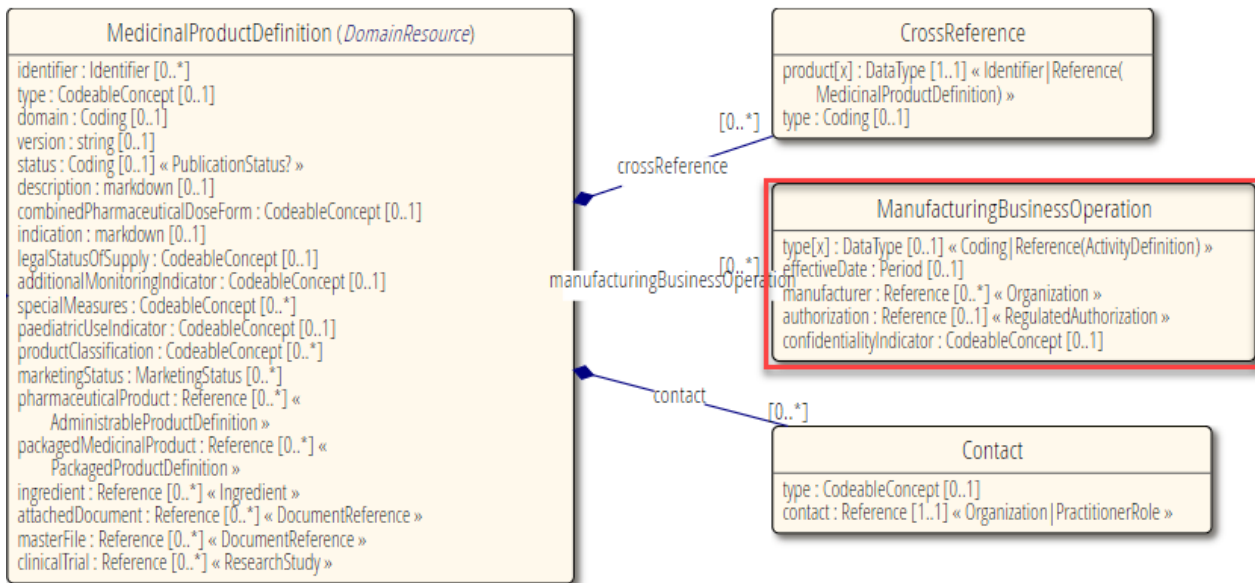 MedicinalProductDefinition (DomainResource)
identifier : Identifier [0..*]
type : CodeableConcept [0..1]
domain : Coding [0..1]
version : string [0..1]
status : Coding [0..1] « PublicationStatus? »
description : markdown [0..1]
combinedPharmaceuticalDoseForm : CodeableConcept [0..1]
indication : markdown [0..1]
legalStatusOfSupply : CodeableConcept [0..1]
additionalMonitoringIndicator : CodeableConcept [0..1]
specialMeasures : CodeableConcept [0..*]
paediatricUseIndicator : CodeableConcept [0..1]
productClassification : CodeableConcept [0..*]
marketingStatus : MarketingStatus [0..*]
pharmaceuticalProduct : Reference [0..*] «
AdministrableProductDefinition »
packagedMedicinalProduct : Reference [0..*] «
PackagedProductDefinition »
ingredient : Reference [0..*] « Ingredient »
attachedDocument : Reference [0..*] « DocumentReference »
masterFile : Reference [0..*] « DocumentReference »
clinicalTrial : Reference [0..*] « ResearchStudy »
[0..*]
crossReference
CrossReference
product[x] : DataType [1..1] « Identifier|Reference(
MedicinalProductDefinition) »
type : Coding [0..1]
[0..*]
manufacturingBusinessOperation
ManufacturingBusinessOperation
type[x] : DataType [0..1] « Coding|Reference(ActivityDefinition) »
effectiveDate : Period [0..1]
manufacturer : Reference [0..*] « Organization »
authorization : Reference [0..1] « RegulatedAuthorization »
confidentialityIndicator : CodeableConcept [0..1]
contact
[0..*]
Contact
type : CodeableConcept [0..1]
contact : Reference [1..1] « Organization|PractitionerRole »